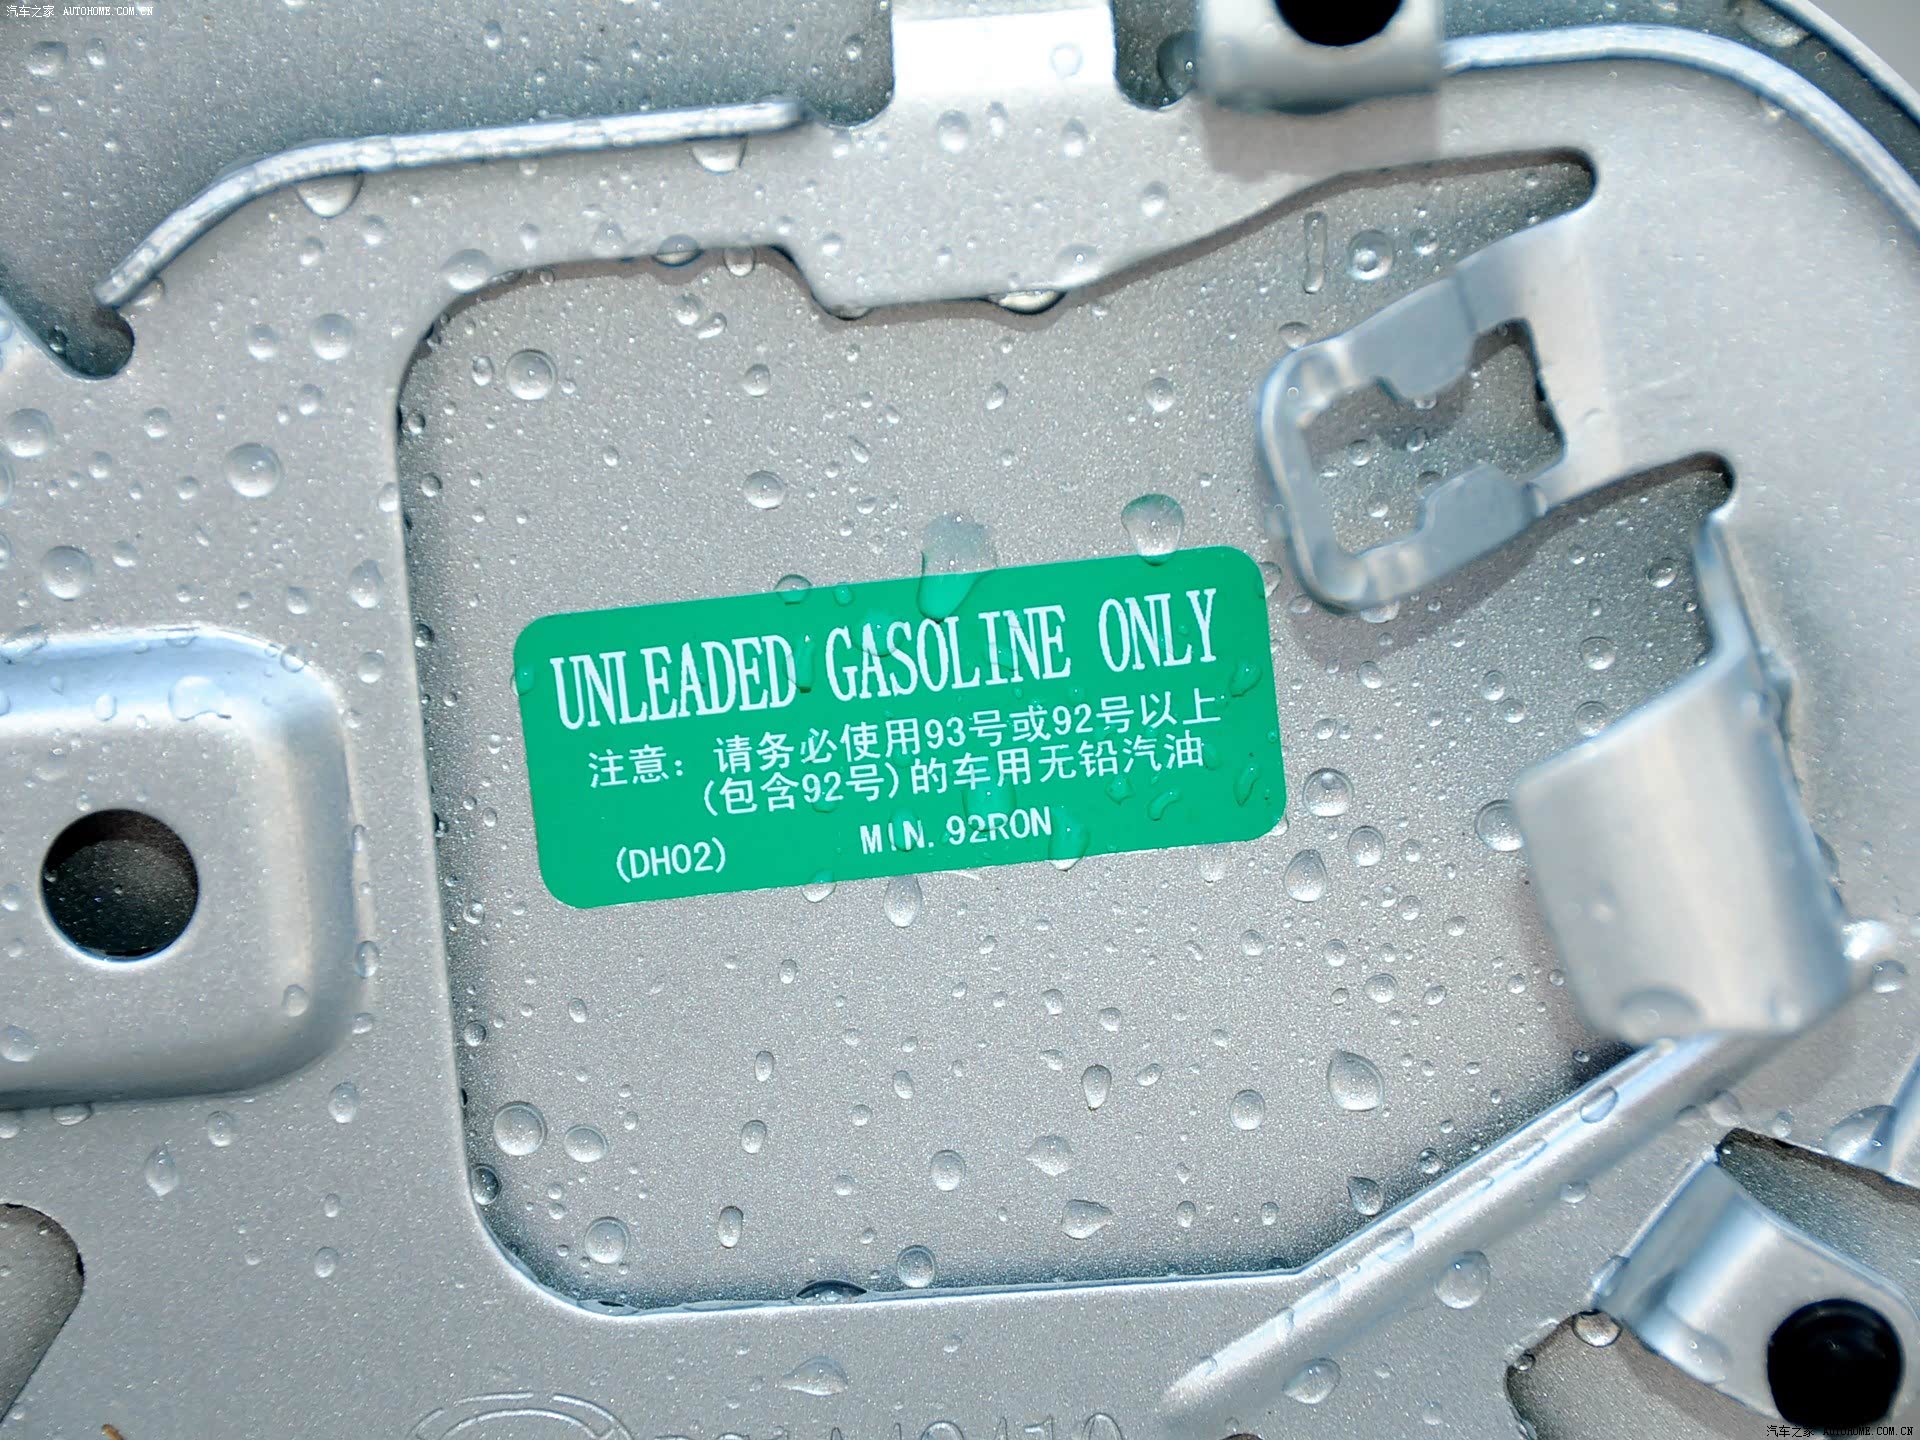 汽车之家 AUTOHOME.COM.CN
UNLEADED GASOLINE ONLY
注意：请务必使用93号或92号以上
(包含92号)的车用无铅汽油
(DH02) MIN. 92RON
汽车之家 AUTOHOME.COM.CN